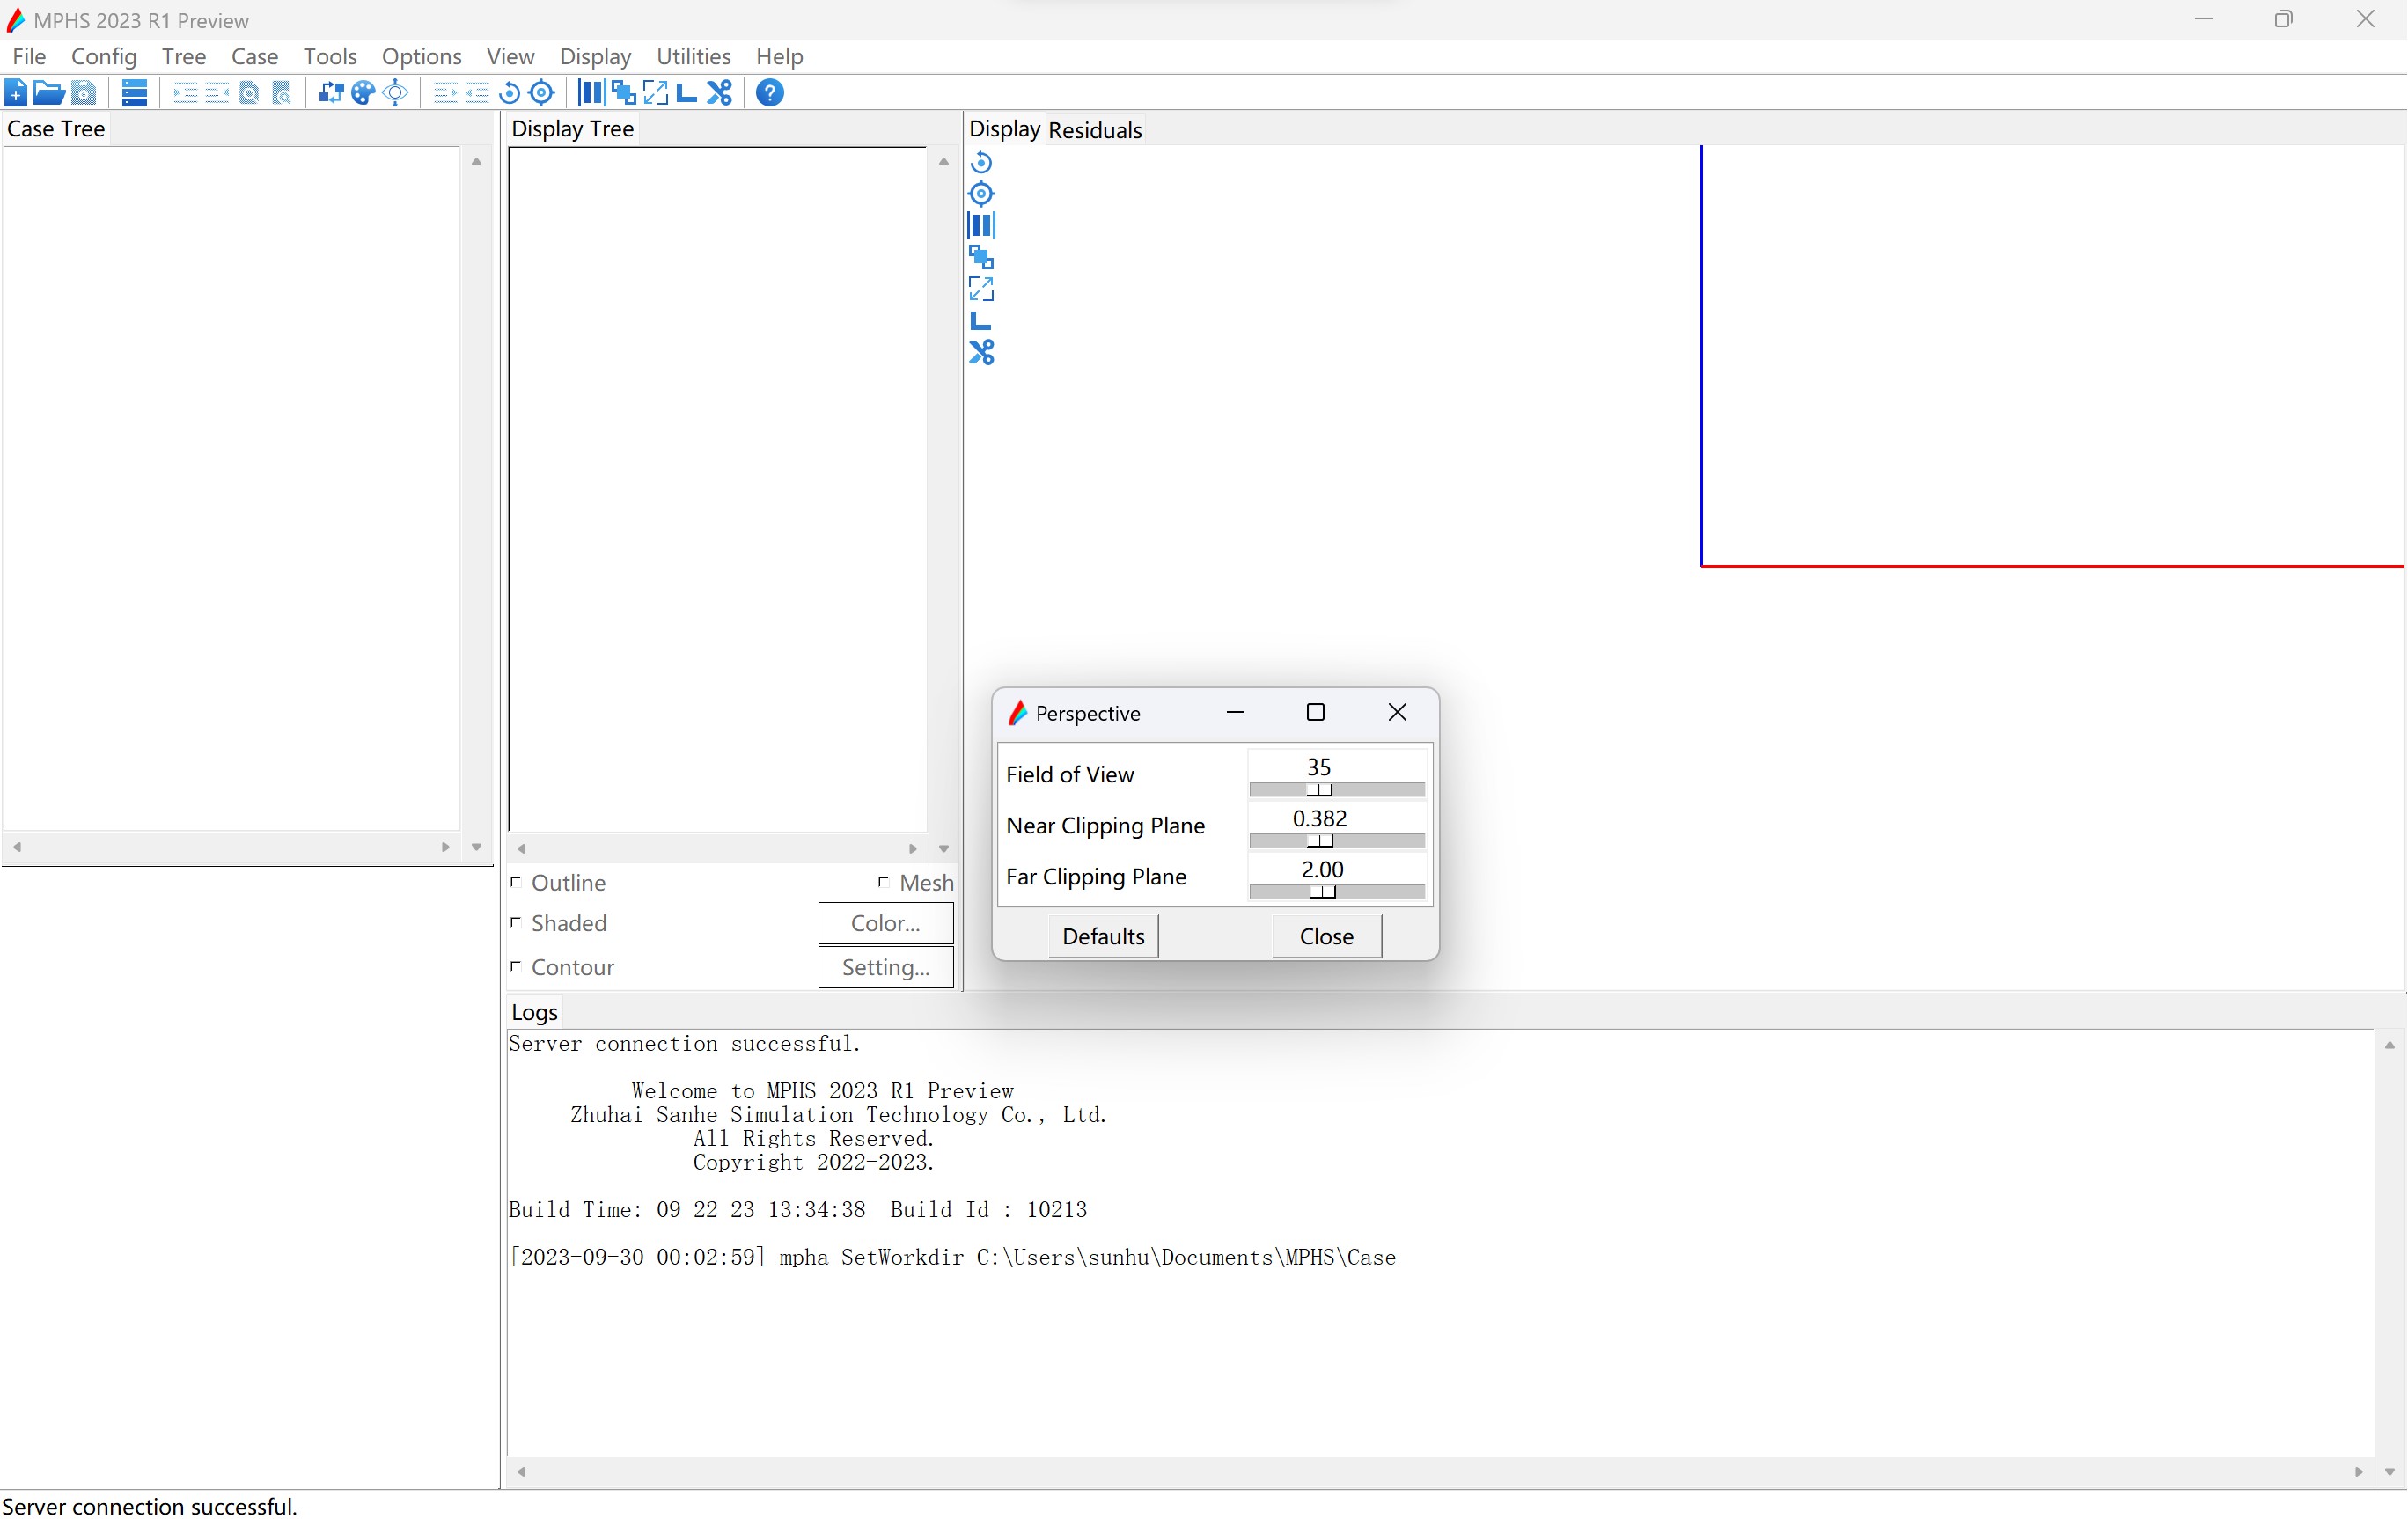 MPHS 2023 R1 Preview
File Config Tree Case Tools Options View Display Utilities Help
Case Tree
Display Tree
Outline
Mesh
Shaded
Color...
Contour
Setting...
Display Residuals
Perspective
Field of View
35
Near Clipping Plane
0.382
Far Clipping Plane
2.00
Defaults
Close
Logs
Server connection successful.
Welcome to MPHS 2023 R1 Preview
Zhuhai Sanhe Simulation Technology Co., Ltd.
All Rights Reserved.
Copyright 2022-2023.
Build Time: 09 22 23 13:34:38  Build Id : 10213
[2023-09-30 00:02:59] mpha SetWorkdir C:\Users\sunhu\Documents\MPHS\Case
Server connection successful.